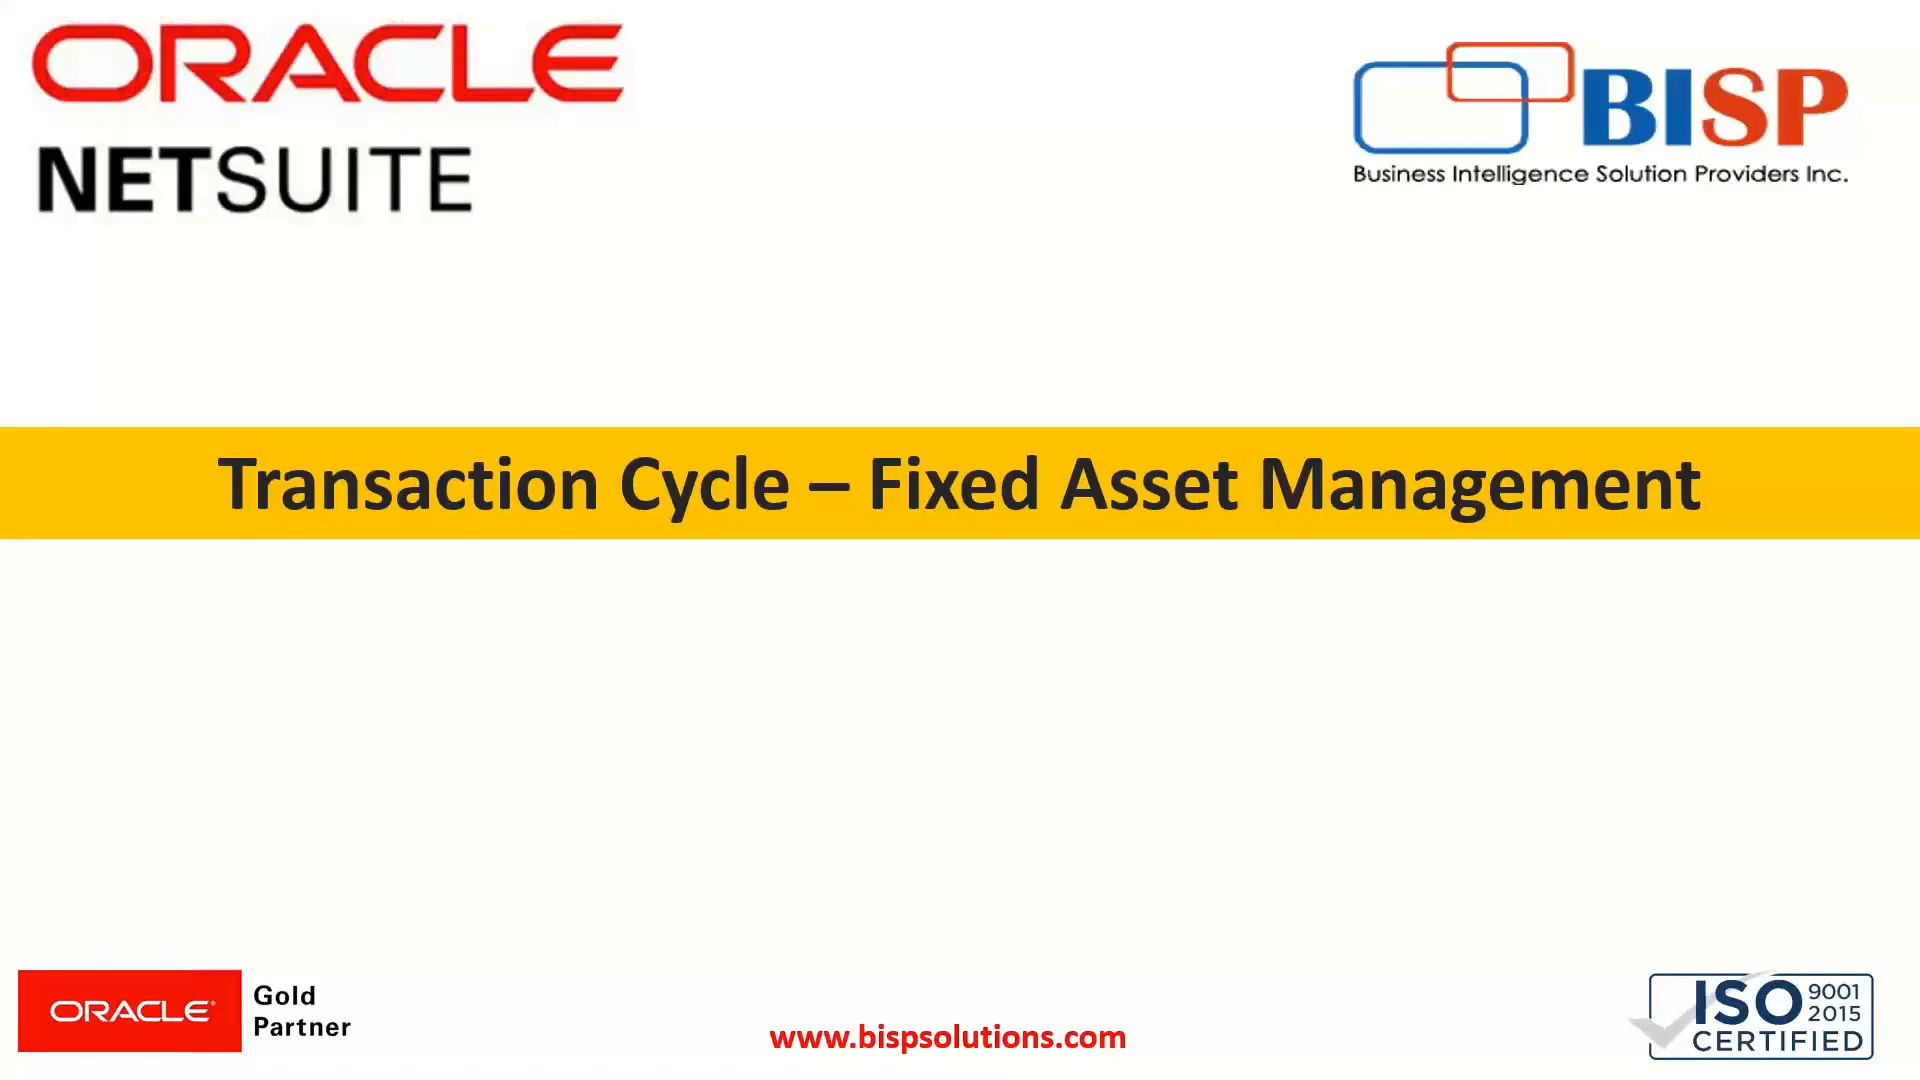 ORACLE
NETSUITE
BISP
Business Intelligence Solution Providers Inc.
Transaction Cycle – Fixed Asset Management
ORACLE®
Gold
Partner
www.bispsolutions.com
ISO 9001
2015
CERTIFIED